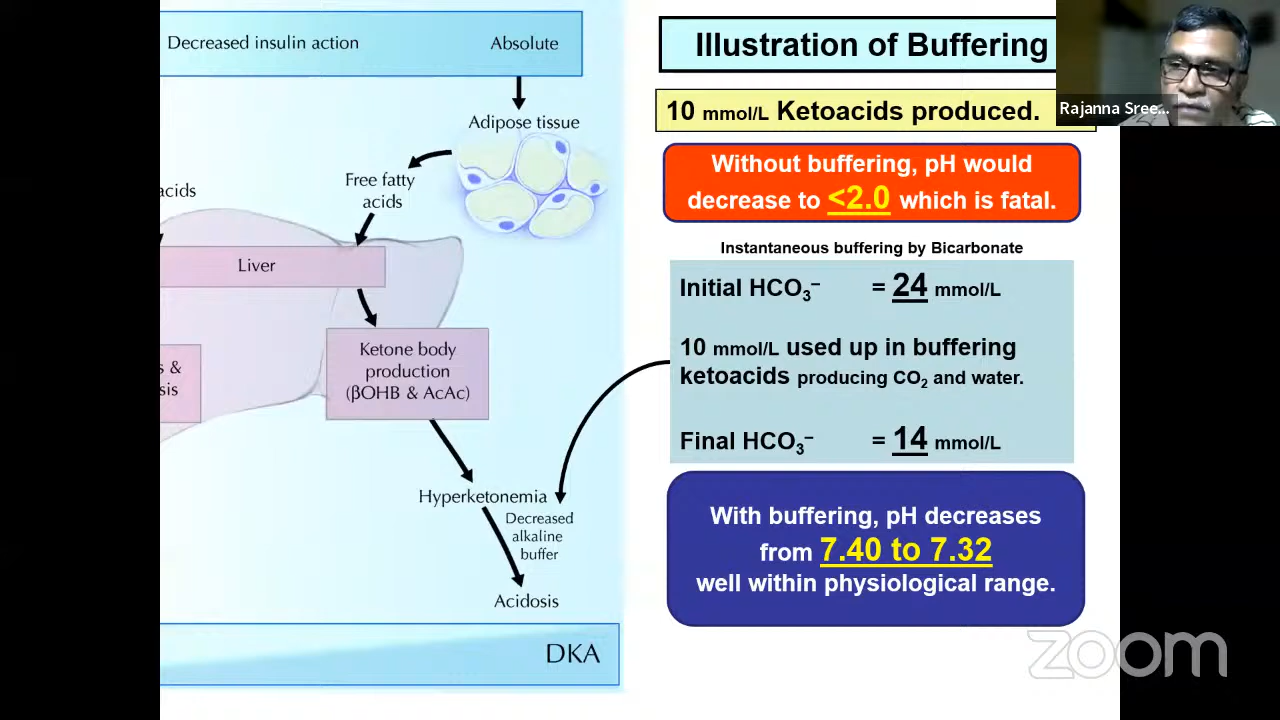 Decreased insulin action
Absolute
Adipose tissue
Free fatty
acids
acids
Liver
Ketone body
production
(βOHB & AcAc)
s &
sis
Hyperketonemia
Decreased
alkaline
buffer
Acidosis
DKA
Illustration of Buffering
10 mmol/L Ketoacids produced.
Without buffering, pH would
decrease to <2.0 which is fatal.
Instantaneous buffering by Bicarbonate
Initial HCO₃⁻ = 24 mmol/L
10 mmol/L used up in buffering
ketoacids producing CO₂ and water.
Final HCO₃⁻ = 14 mmol/L
With buffering, pH decreases
from 7.40 to 7.32
well within physiological range.
Rajanna Sree...
zoom